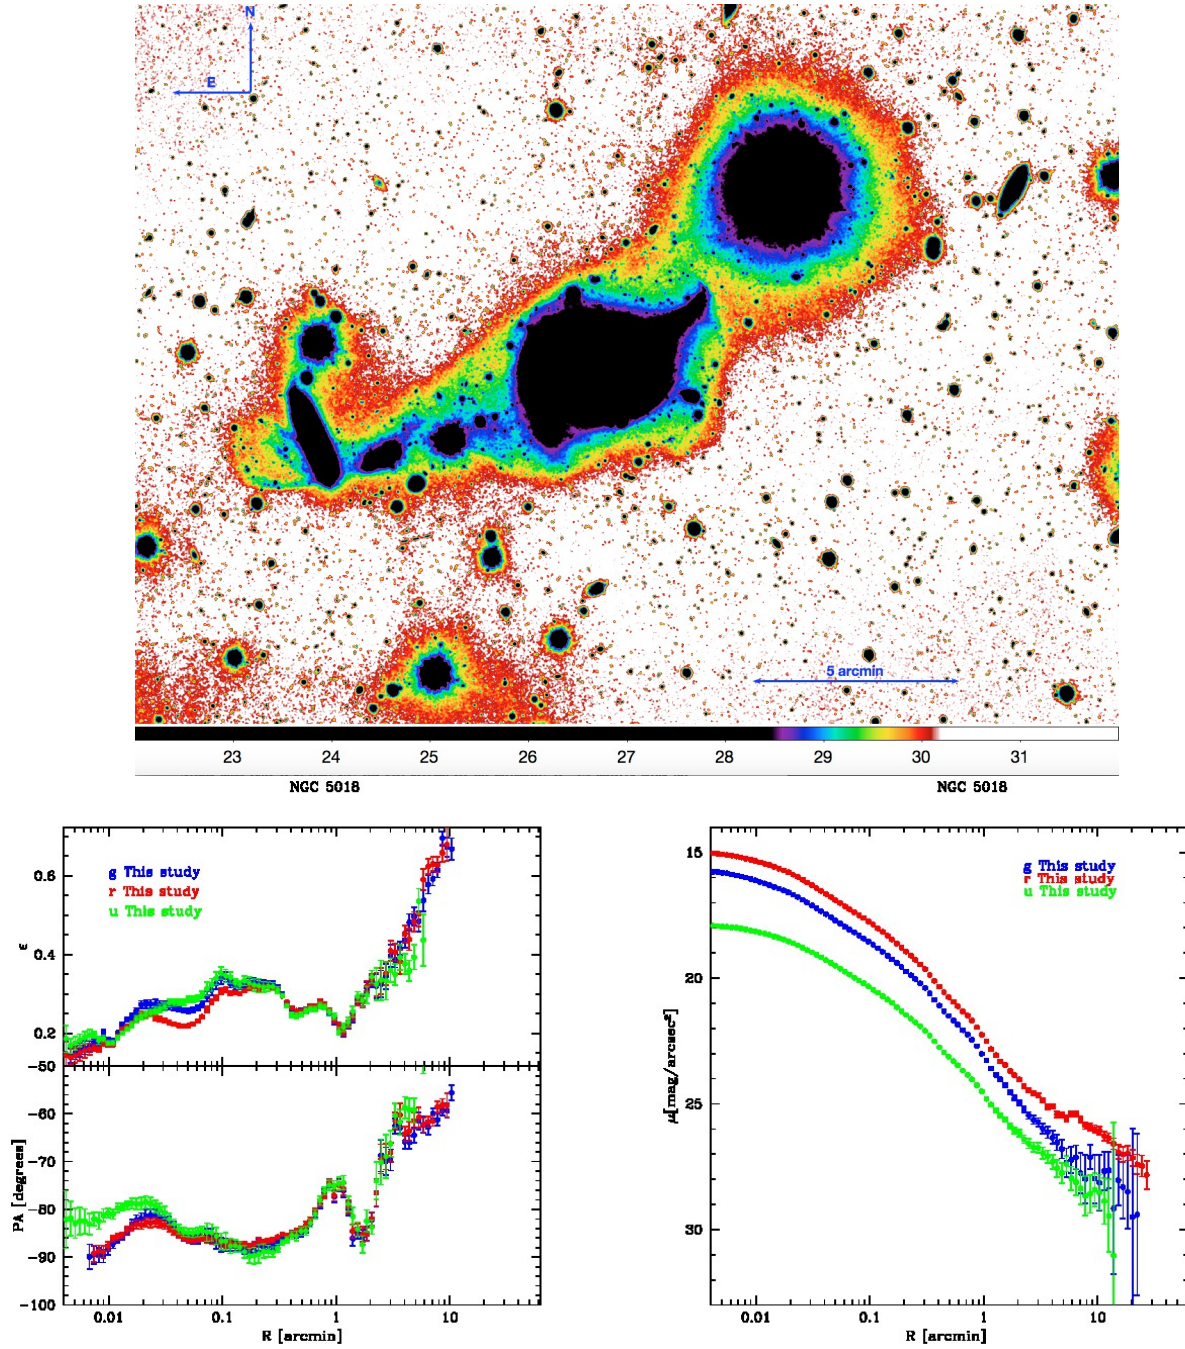 N
E
5 arcmin
23 24 25 26 27 28 29 30 31
NGC 5018 NGC 5018
g This study
r This study
u This study
0.6
0.4
0.2
ϵ
-50
-60
-70
-80
-90
-100
PA [degrees]
0.01 0.1 1 10
R [arcmin]
g This study
r This study
u This study
15
20
25
30
μ[mag/arcsec²]
0.01 0.1 1 10
R [arcmin]